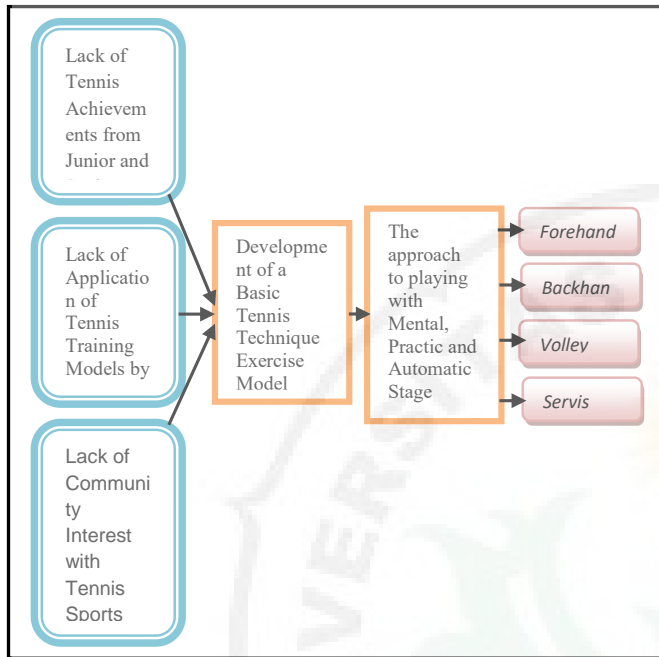 Lack of
Tennis
Achievem
ents from
Junior and
Lack of
Applicatio
n of
Tennis
Training
Models by
Lack of
Communi
ty
Interest
with
Tennis
Sports
Developme
nt of a
Basic
Tennis
Technique
Exercise
Model
The
approach
to playing
with
Mental,
Practic and
Automatic
Stage
Forehand
Backhan
Volley
Servis
VERSITAS